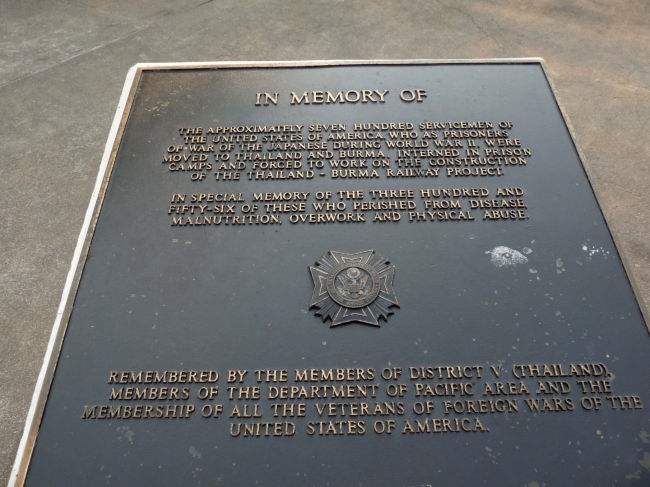 IN MEMORY OF
THE APPROXIMATELY SEVEN HUNDRED SERVICEMEN OF
THE UNITED STATES OF AMERICA WHO AS PRISONERS
OF WAR OF THE JAPANESE DURING WORLD WAR II, WERE
MOVED TO THAILAND AND BURMA, INTERNED IN PRISON
CAMPS AND FORCED TO WORK ON THE CONSTRUCTION
OF THE THAILAND - BURMA RAILWAY PROJECT.
IN SPECIAL MEMORY OF THE THREE HUNDRED AND
FIFTY-SIX OF THESE WHO PERISHED FROM DISEASE,
MALNUTRITION, OVERWORK AND PHYSICAL ABUSE.
REMEMBERED BY THE MEMBERS OF DISTRICT V (THAILAND),
MEMBERS OF THE DEPARTMENT OF PACIFIC AREA AND THE
MEMBERSHIP OF ALL THE VETERANS OF FOREIGN WARS OF THE
UNITED STATES OF AMERICA.